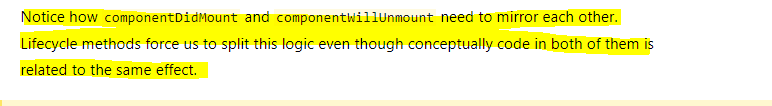 Notice how componentDidMount and componentWillUnmount need to mirror each other.
Lifecycle methods force us to split this logic even though conceptually code in both of them is
related to the same effect.